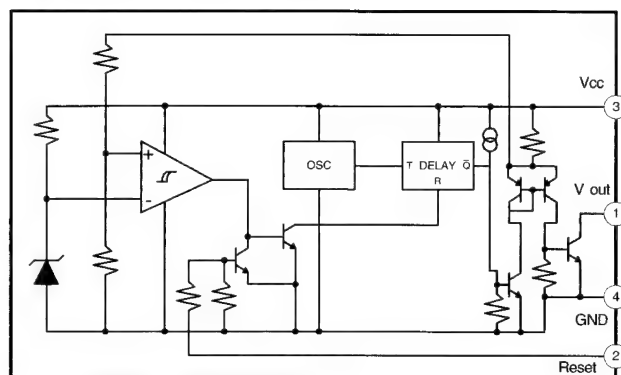 Vcc
3
+
-
OSC
T DELAY Q̄
R
V out
1
4
GND
2
Reset